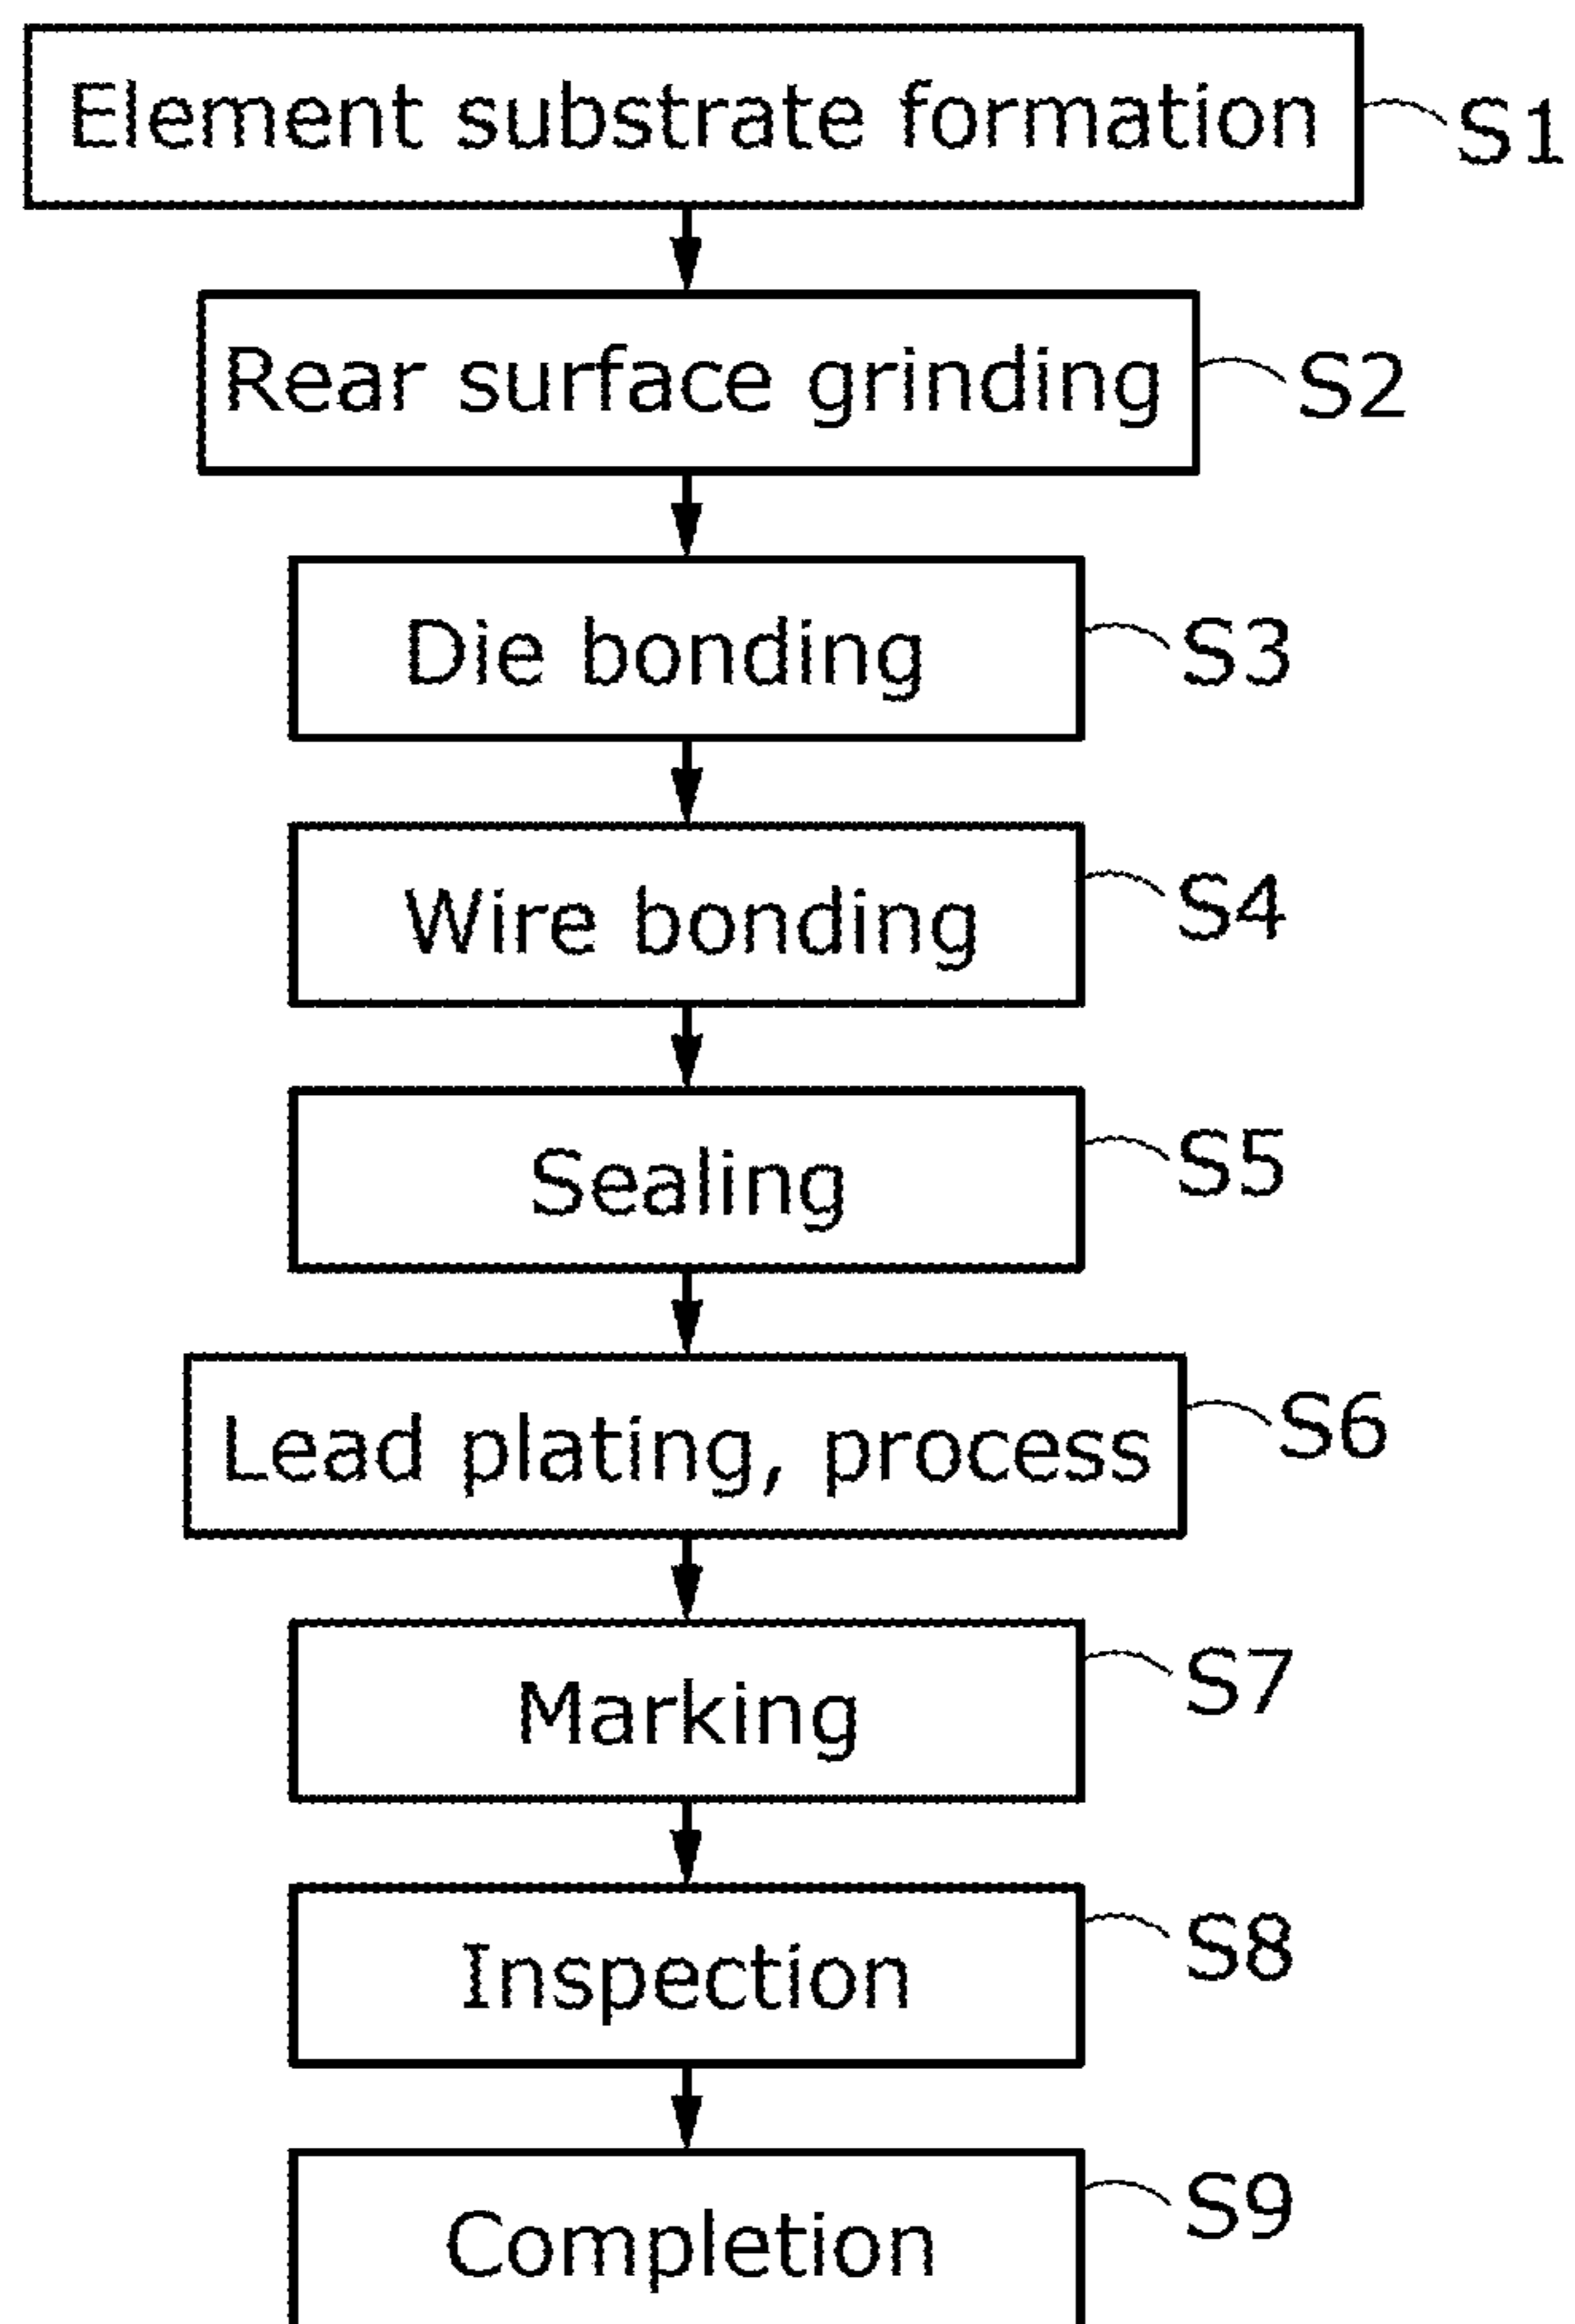 Element substrate formation S1
Rear surface grinding S2
Die bonding S3
Wire bonding S4
Sealing S5
Lead plating, process S6
Marking S7
Inspection S8
Completion S9